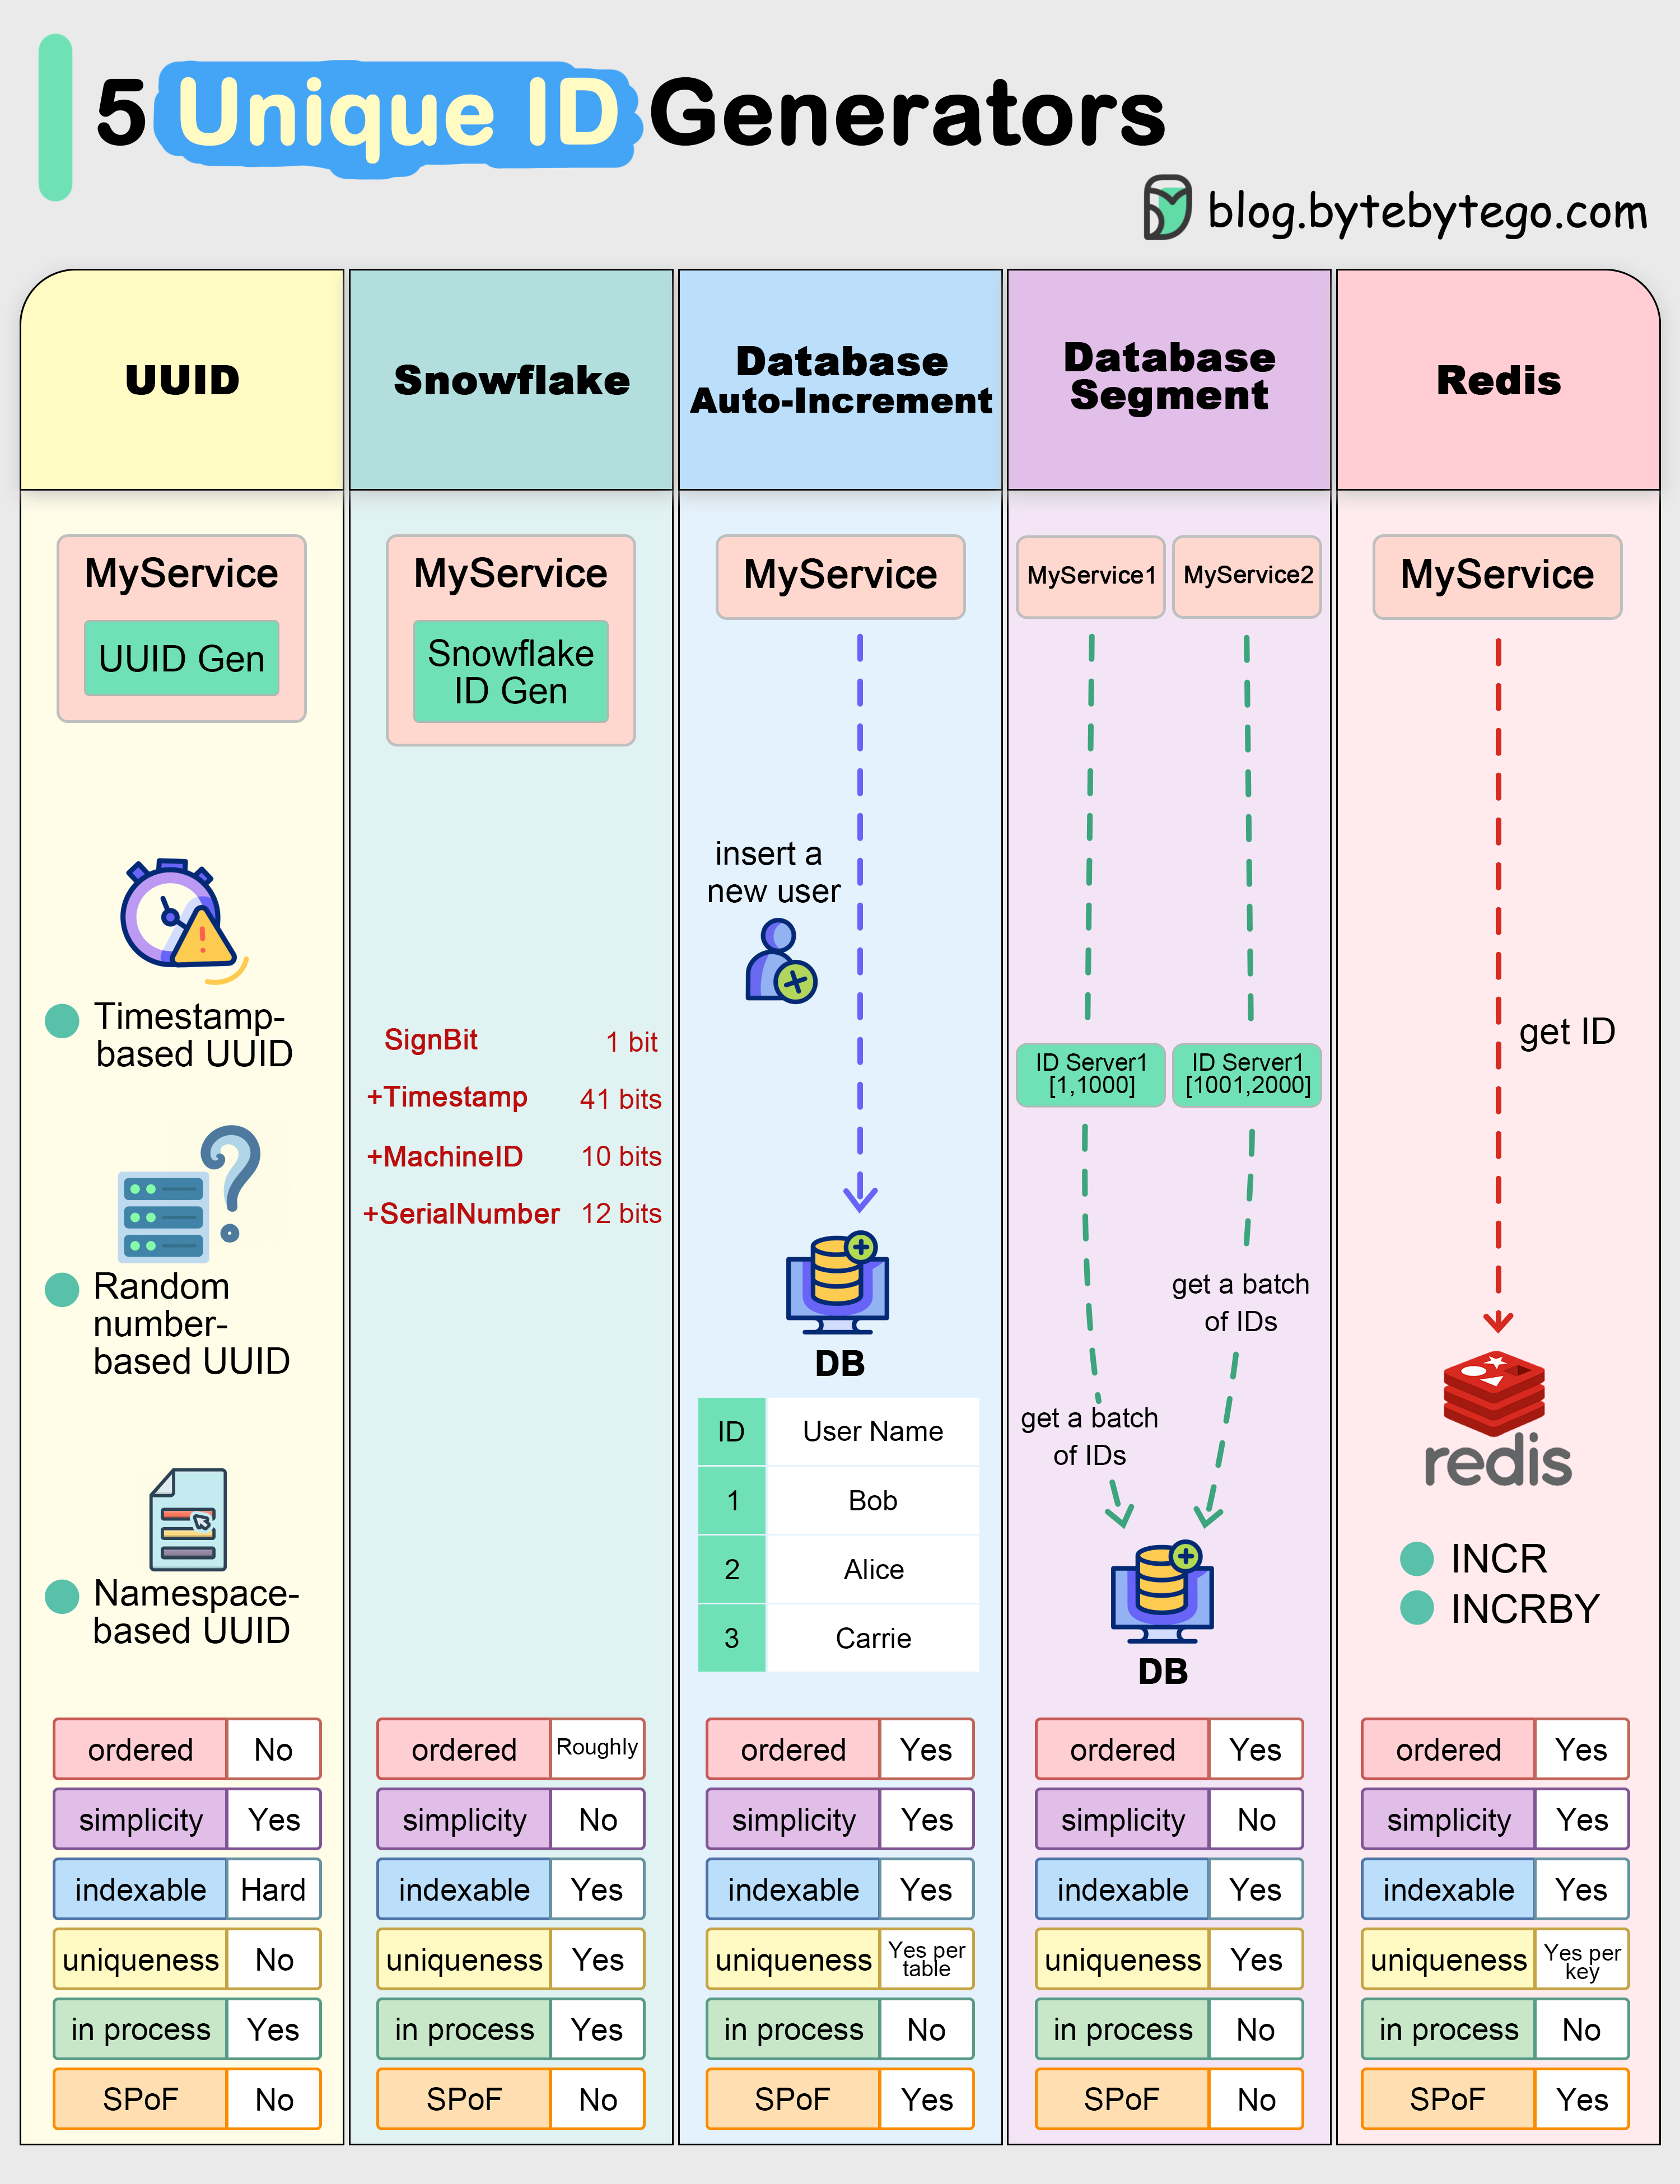 5 Unique ID Generators
blog.bytebytego.com
UUID
MyService
UUID Gen
Timestamp-
based UUID
Random
number-
based UUID
Namespace-
based UUID
ordered No
simplicity Yes
indexable Hard
uniqueness No
in process Yes
SPoF No
Snowflake
MyService
Snowflake
ID Gen
SignBit 1 bit
+Timestamp 41 bits
+MachineID 10 bits
+SerialNumber 12 bits
ordered Roughly
simplicity No
indexable Yes
uniqueness Yes
in process Yes
SPoF No
Database
Auto-Increment
MyService
insert a
new user
DB
ID User Name
1 Bob
2 Alice
3 Carrie
ordered Yes
simplicity Yes
indexable Yes
uniqueness Yes per
table
in process No
SPoF Yes
Database
Segment
MyService1 MyService2
ID Server1
[1,1000]
ID Server1
[1001,2000]
get a batch
of IDs
get a batch
of IDs
DB
ordered Yes
simplicity No
indexable Yes
uniqueness Yes
in process No
SPoF No
Redis
MyService
get ID
redis
INCR
INCRBY
ordered Yes
simplicity Yes
indexable Yes
uniqueness Yes per
key
in process No
SPoF Yes